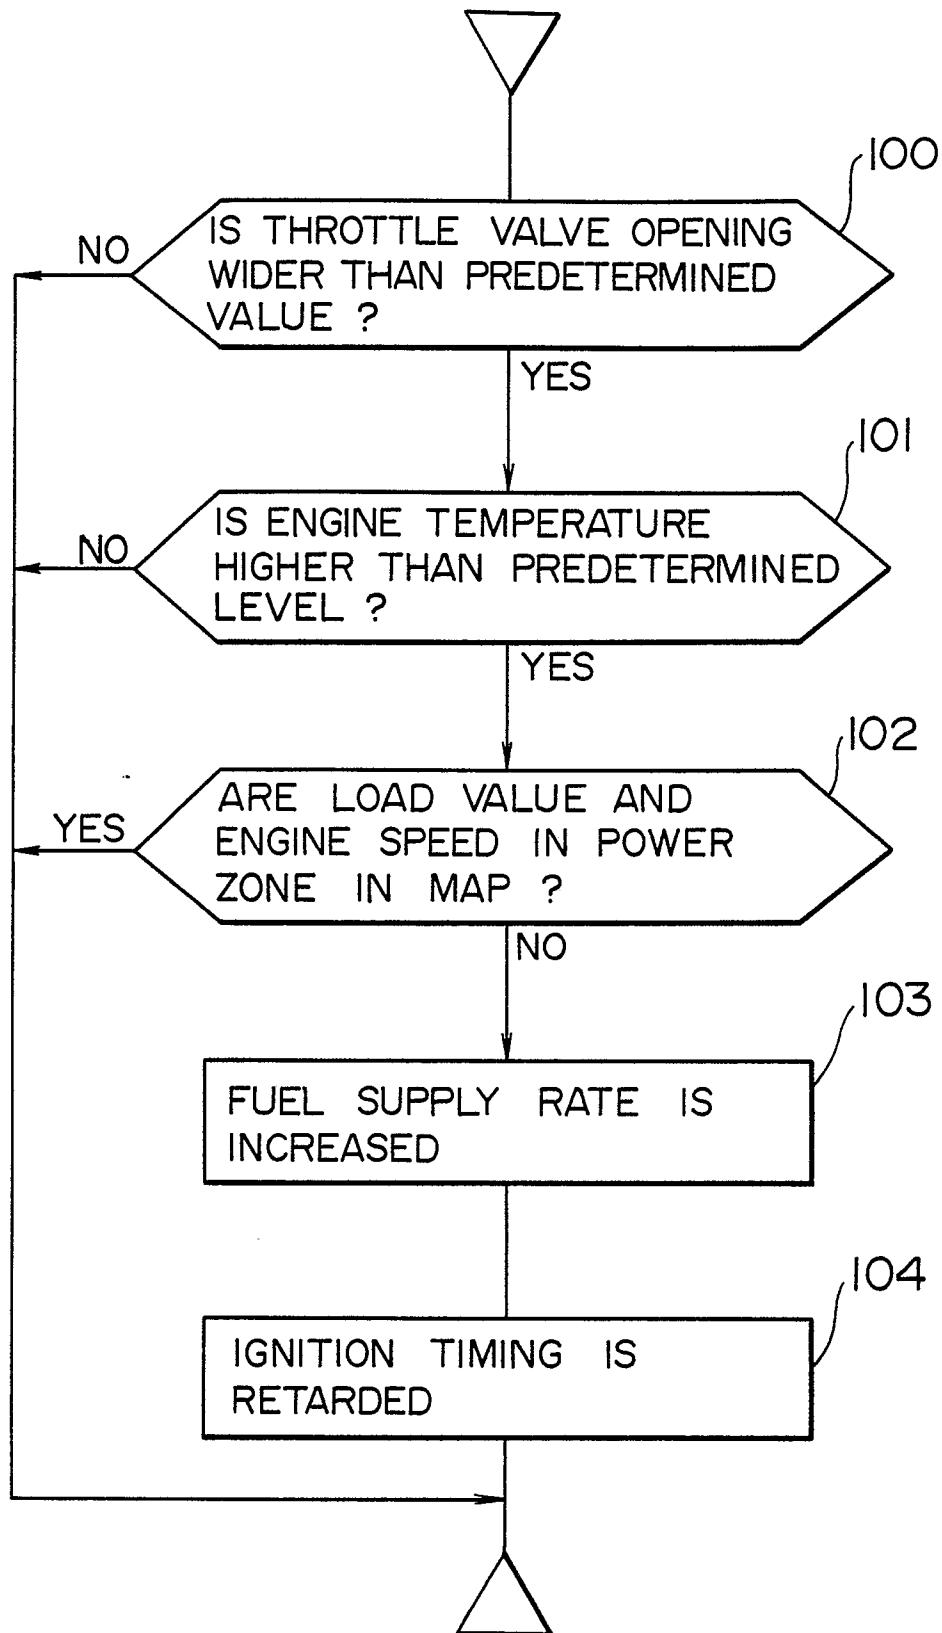 100
IS THROTTLE VALVE OPENING
WIDER THAN PREDETERMINED
VALUE ?
NO
YES
101
IS ENGINE TEMPERATURE
HIGHER THAN PREDETERMINED
LEVEL ?
NO
YES
102
ARE LOAD VALUE AND
ENGINE SPEED IN POWER
ZONE IN MAP ?
YES
NO
103
FUEL SUPPLY RATE IS
INCREASED
104
IGNITION TIMING IS
RETARDED